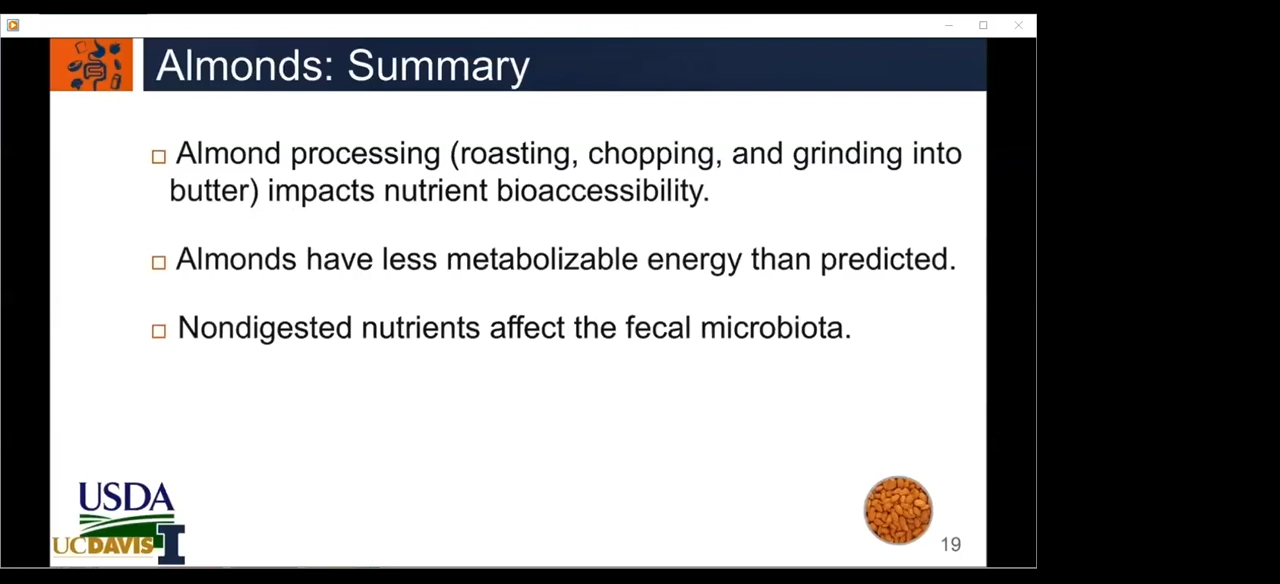 Almonds: Summary
Almond processing (roasting, chopping, and grinding into
butter) impacts nutrient bioaccessibility.
Almonds have less metabolizable energy than predicted.
Nondigested nutrients affect the fecal microbiota.
USDA
UCDAVIS I
19